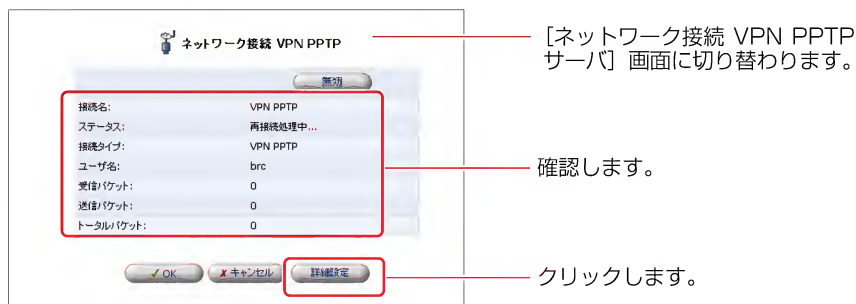 ネットワーク接続 VPN PPTP
[ネットワーク接続 VPN PPTP
サーバ] 画面に切り替わります。
無効
接続名: VPN PPTP
ステータス: 再接続処理中...
接続タイプ: VPN PPTP
ユーザ名: brc
受信パケット: 0
送信パケット: 0
トータルパケット: 0
確認します。
OK キャンセル 詳細設定
クリックします。